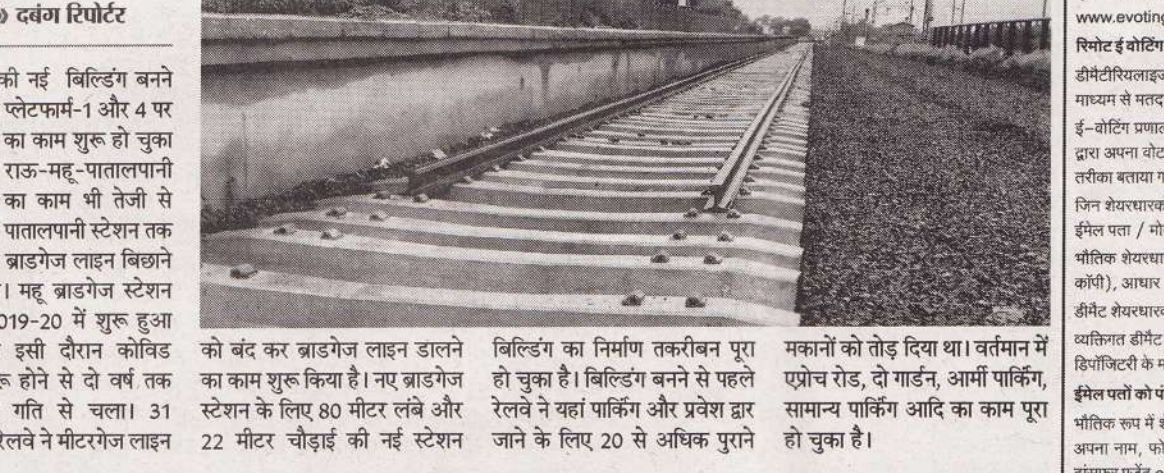 दबंग रिपोर्टर
की नई बिल्डिंग बनने
प्लेटफार्म-1 और 4 पर
का काम शुरू हो चुका
राऊ-महू-पातालपानी
का काम भी तेजी से
पातालपानी स्टेशन तक
ब्राडगेज लाइन बिछाने
। महू ब्राडगेज स्टेशन
019-20 में शुरू हुआ
इसी दौरान कोविड
होने से दो वर्ष तक
गति से चला। 31
रेलवे ने मीटरगेज लाइन
को बंद कर ब्राडगेज लाइन डालने
का काम शुरू किया है। नए ब्राडगेज
स्टेशन के लिए 80 मीटर लंबे और
22 मीटर चौड़ाई की नई स्टेशन
बिल्डिंग का निर्माण तकरीबन पूरा
हो चुका है। बिल्डिंग बनने से पहले
रेलवे ने यहां पार्किंग और प्रवेश द्वार
जाने के लिए 20 से अधिक पुराने
मकानों को तोड़ दिया था। वर्तमान में
एप्रोच रोड, दो गार्डन, आर्मी पार्किंग,
सामान्य पार्किंग आदि का काम पूरा
हो चुका है।
www.evoting
रिमोट ई वोटिंग
डीमैटीरियलाइज
माध्यम से मतद
ई-वोटिंग प्रणाल
द्वारा अपना वोट
तरीका बताया ग
जिन शेयरधारक
ईमेल पता / मो
भौतिक शेयरधा
कॉपी), आधार
डीमैट शेयरधारक
व्यक्तिगत डीमैट
डिपॉजिटरी के म
ईमेल पतों को पं
भौतिक रूप में श
अपना नाम, फो